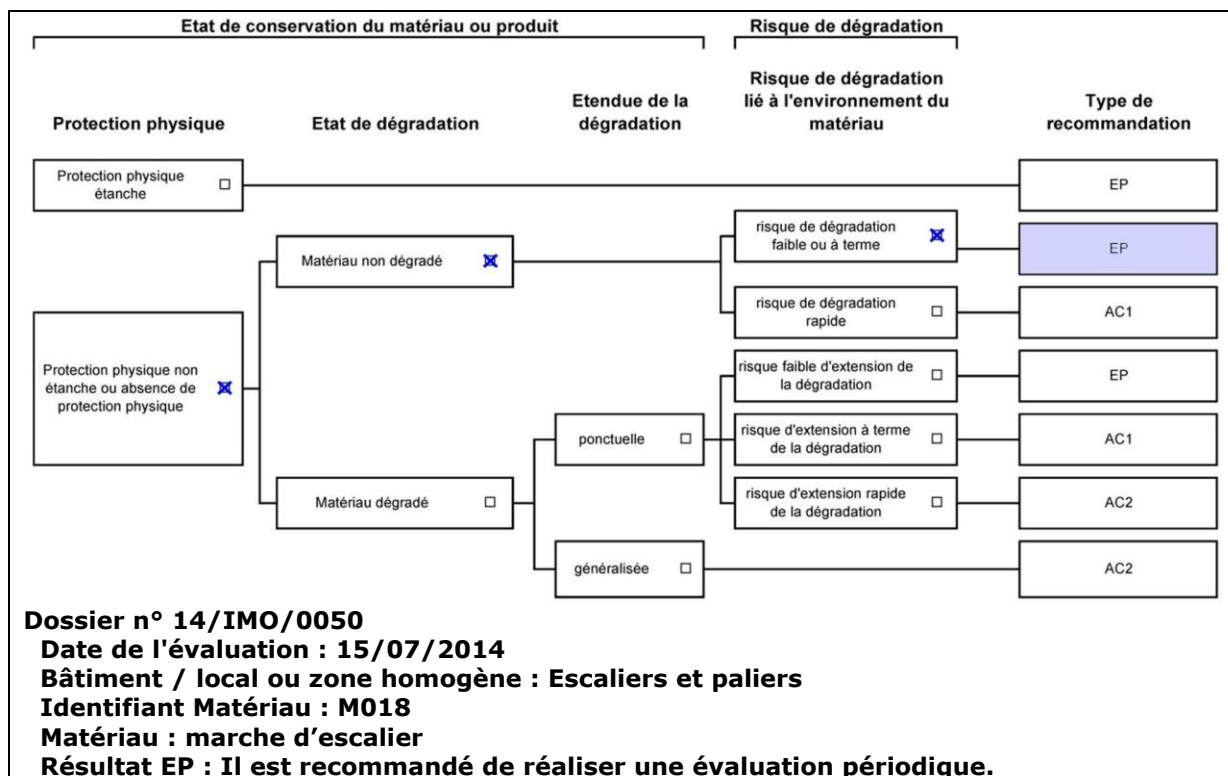 Etat de conservation du matériau ou produit
Risque de dégradation
Protection physique
Etat de dégradation
Etendue de la
dégradation
Risque de dégradation
lié à l'environnement du
matériau
Type de
recommandation
Protection physique
étanche
EP
Matériau non dégradé
risque de dégradation
faible ou à terme
EP
risque de dégradation
rapide
AC1
Protection physique non
étanche ou absence de
protection physique
risque faible d'extension de
la dégradation
EP
ponctuelle
risque d'extension à terme
de la dégradation
AC1
Matériau dégradé
risque d'extension rapide
de la dégradation
AC2
généralisée
AC2
Dossier n° 14/IMO/0050
Date de l'évaluation : 15/07/2014
Bâtiment / local ou zone homogène : Escaliers et paliers
Identifiant Matériau : M018
Matériau : marche d’escalier
Résultat EP : Il est recommandé de réaliser une évaluation périodique.